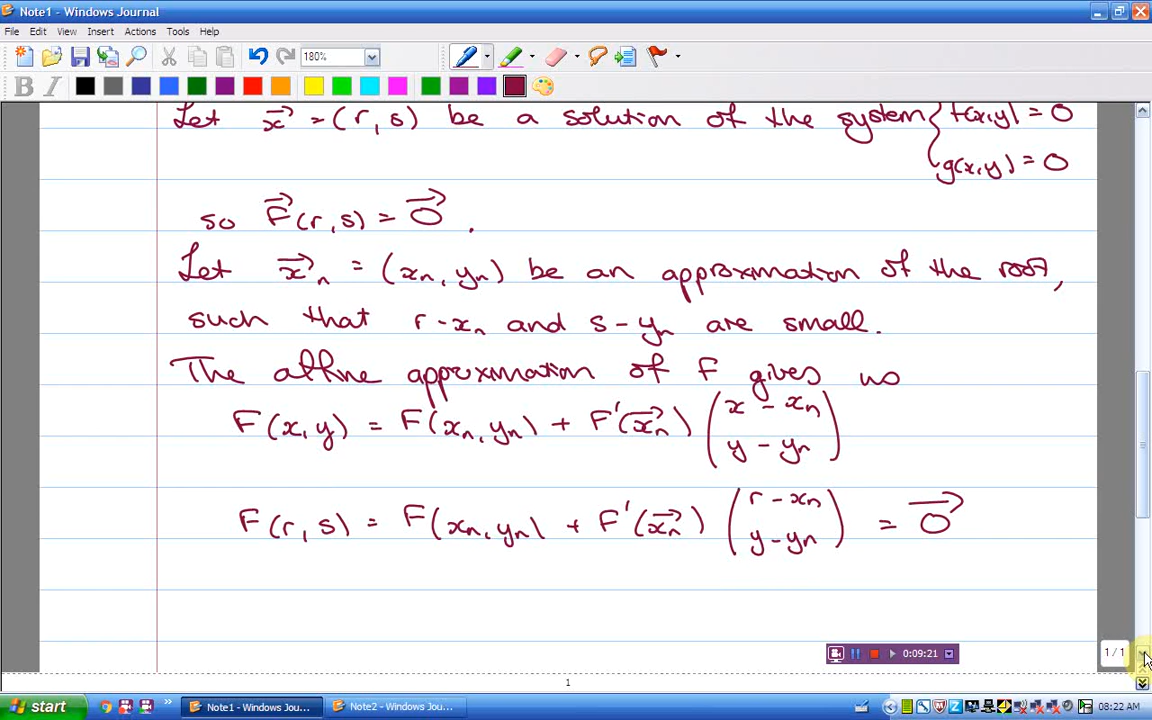 Note1 - Windows Journal
File Edit View Insert Actions Tools Help
180%
B I
Let x⃗ = (r, s) be a solution of the system { f(x,y) = 0
g(x,y) = 0
so F⃗(r, s) = 0⃗ .
Let x⃗n = (xn, yn) be an approximation of the root,
such that r - xn and s - yn are small.
The affine approximation of F gives us
F(x, y) = F(xn, yn) + F'(x⃗n) (x - xn
y - yn)
F(r, s) = F(xn, yn) + F'(x⃗n) (r - xn
y - yn) = 0⃗
0:09:21
1 / 1
1
start Note1 - Windows Jou... Note2 - Windows Jou... 08:22 AM